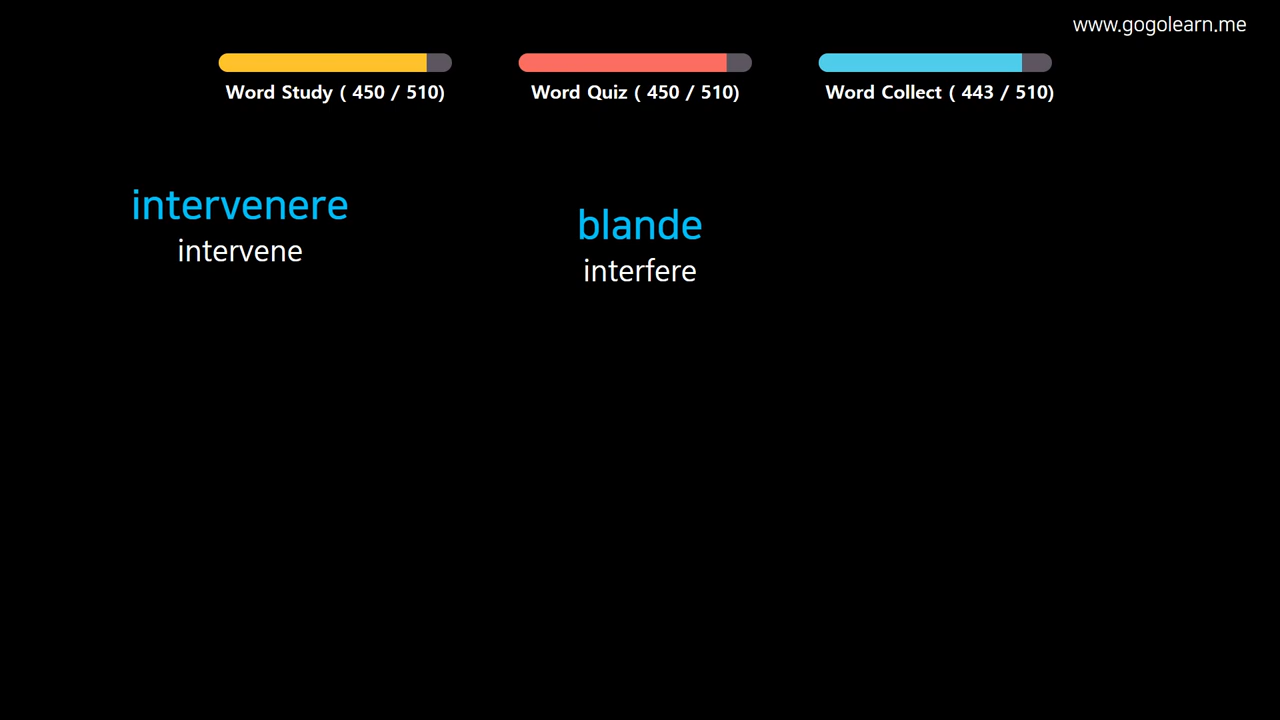 www.gogolearn.me
Word Study ( 450 / 510)
Word Quiz ( 450 / 510)
Word Collect ( 443 / 510)
intervenere
intervene
blande
interfere